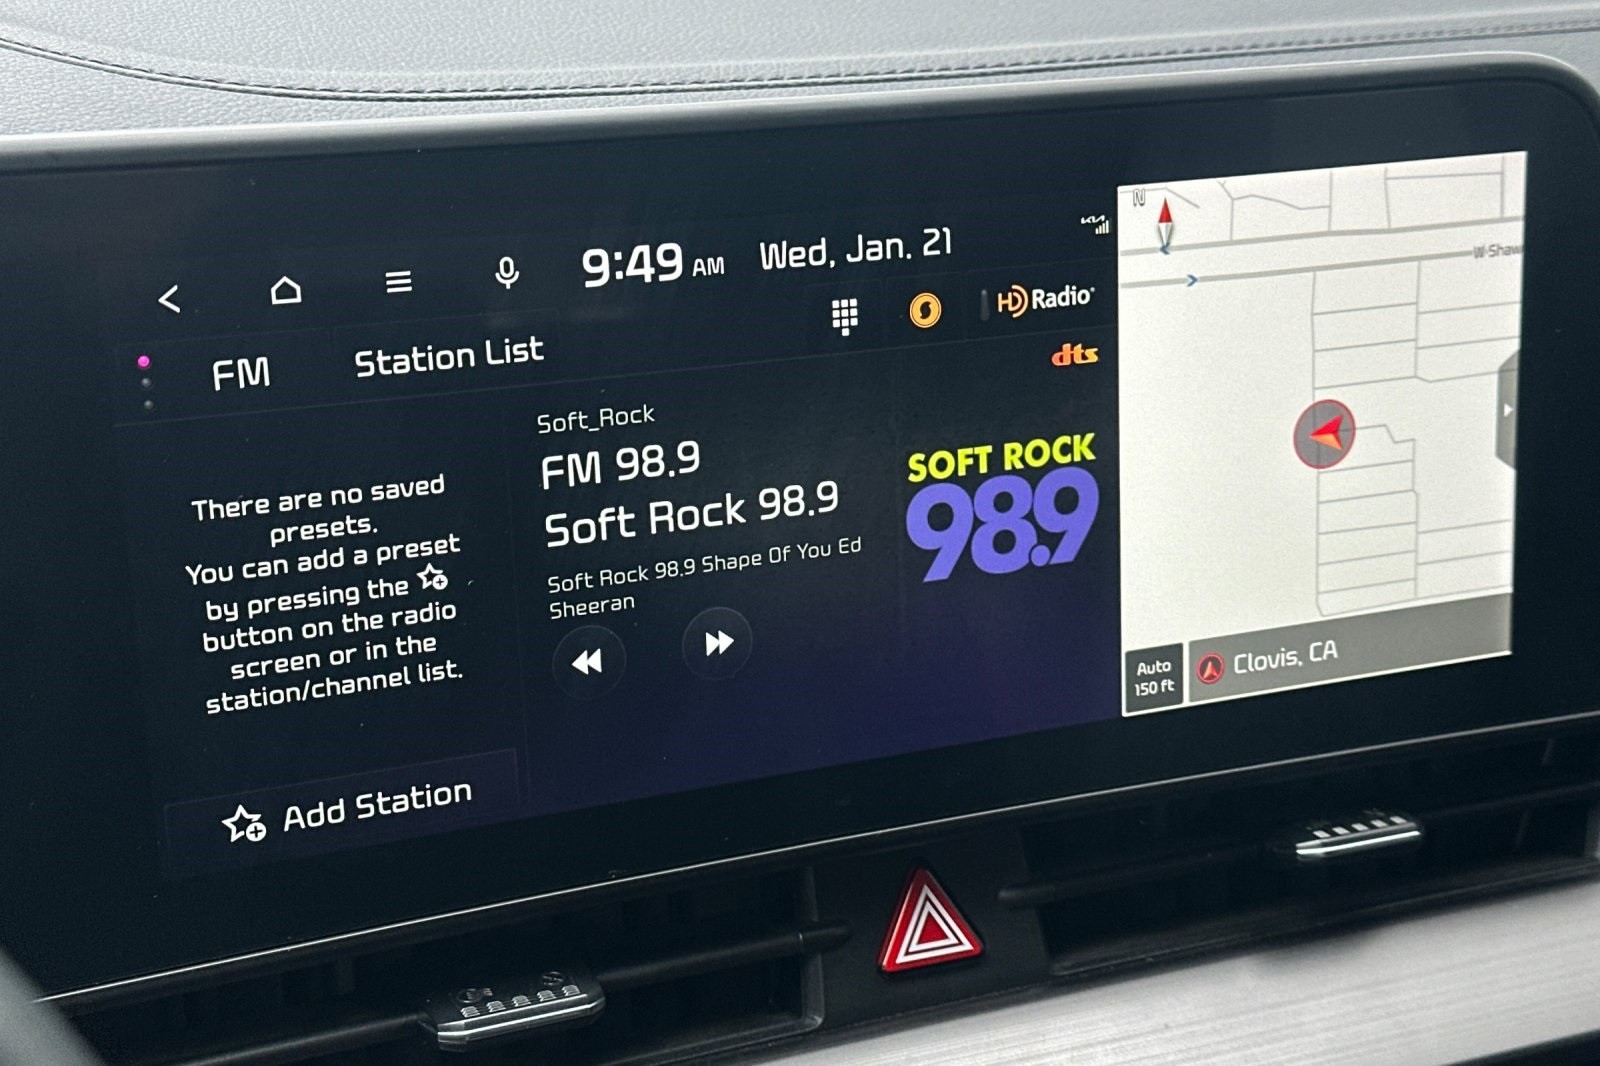 9:49 AM Wed, Jan. 21
KIA
HD Radio
FM
Station List
dts
There are no saved
presets.
You can add a preset
by pressing the
button on the radio
screen or in the
station/channel list.
Add Station
Soft_Rock
FM 98.9
Soft Rock 98.9
Soft Rock 98.9 Shape Of You Ed
Sheeran
SOFT ROCK
98.9
N
W Shaw
Auto
150 ft
Clovis, CA